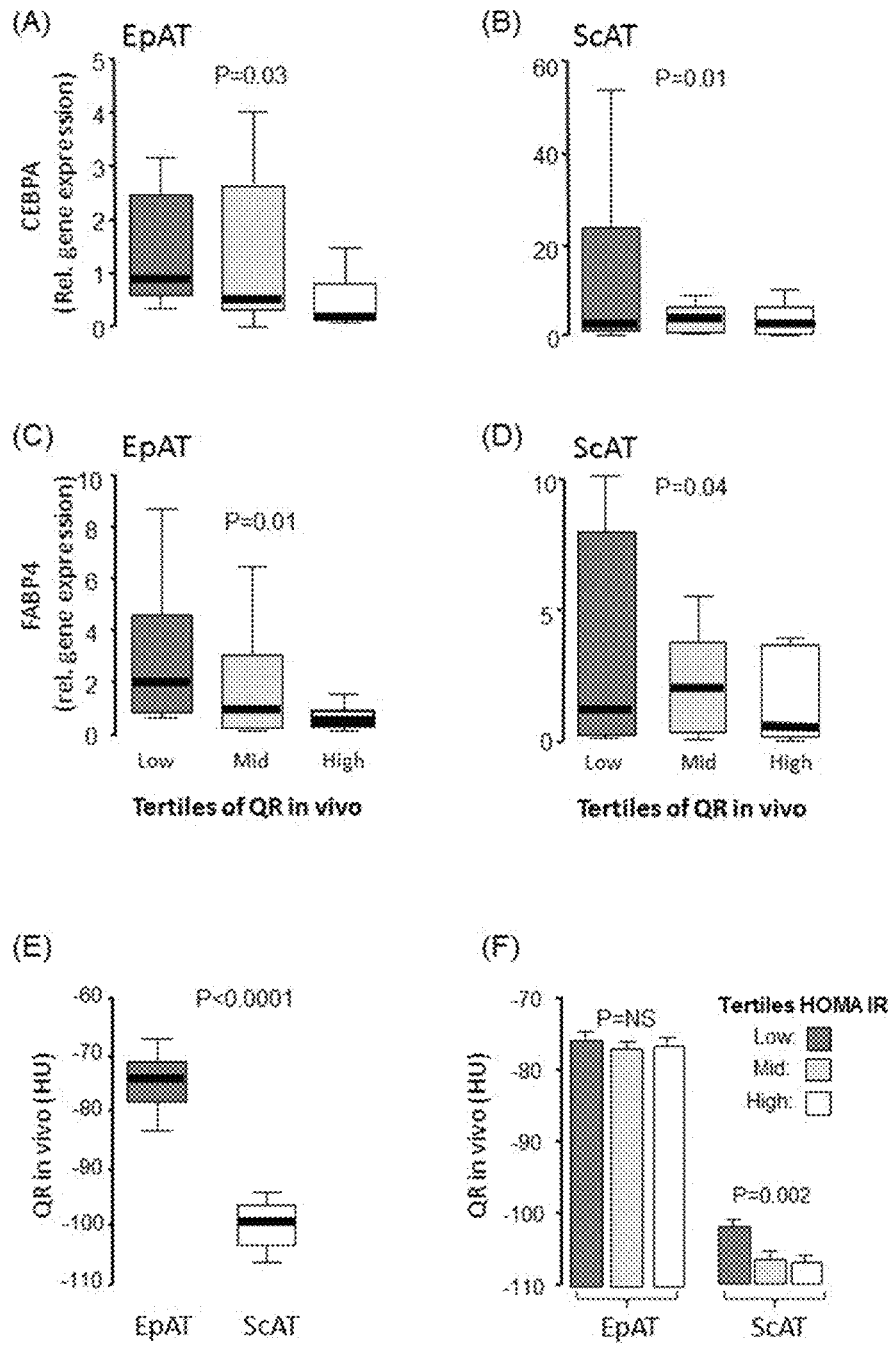 (A)
EpAT
P=0.03
CEBPA
(Rel. gene expression)
5
4
3
2
1
0
(B)
ScAT
P=0.01
60
40
20
0
(C)
EpAT
P=0.01
FABP4
(rel. gene expression)
10
8
6
4
2
0
Low Mid High
Tertiles of QR in vivo
(D)
ScAT
P=0.04
10
5
0
Low Mid High
Tertiles of QR in vivo
(E)
P<0.0001
QR in vivo (HU)
-60
-70
-80
-90
-100
-110
EpAT ScAT
(F)
P=NS
QR in vivo (HU)
-70
-80
-90
-100
-110
Tertiles HOMA IR
Low:
Mid:
High:
P=0.002
EpAT ScAT